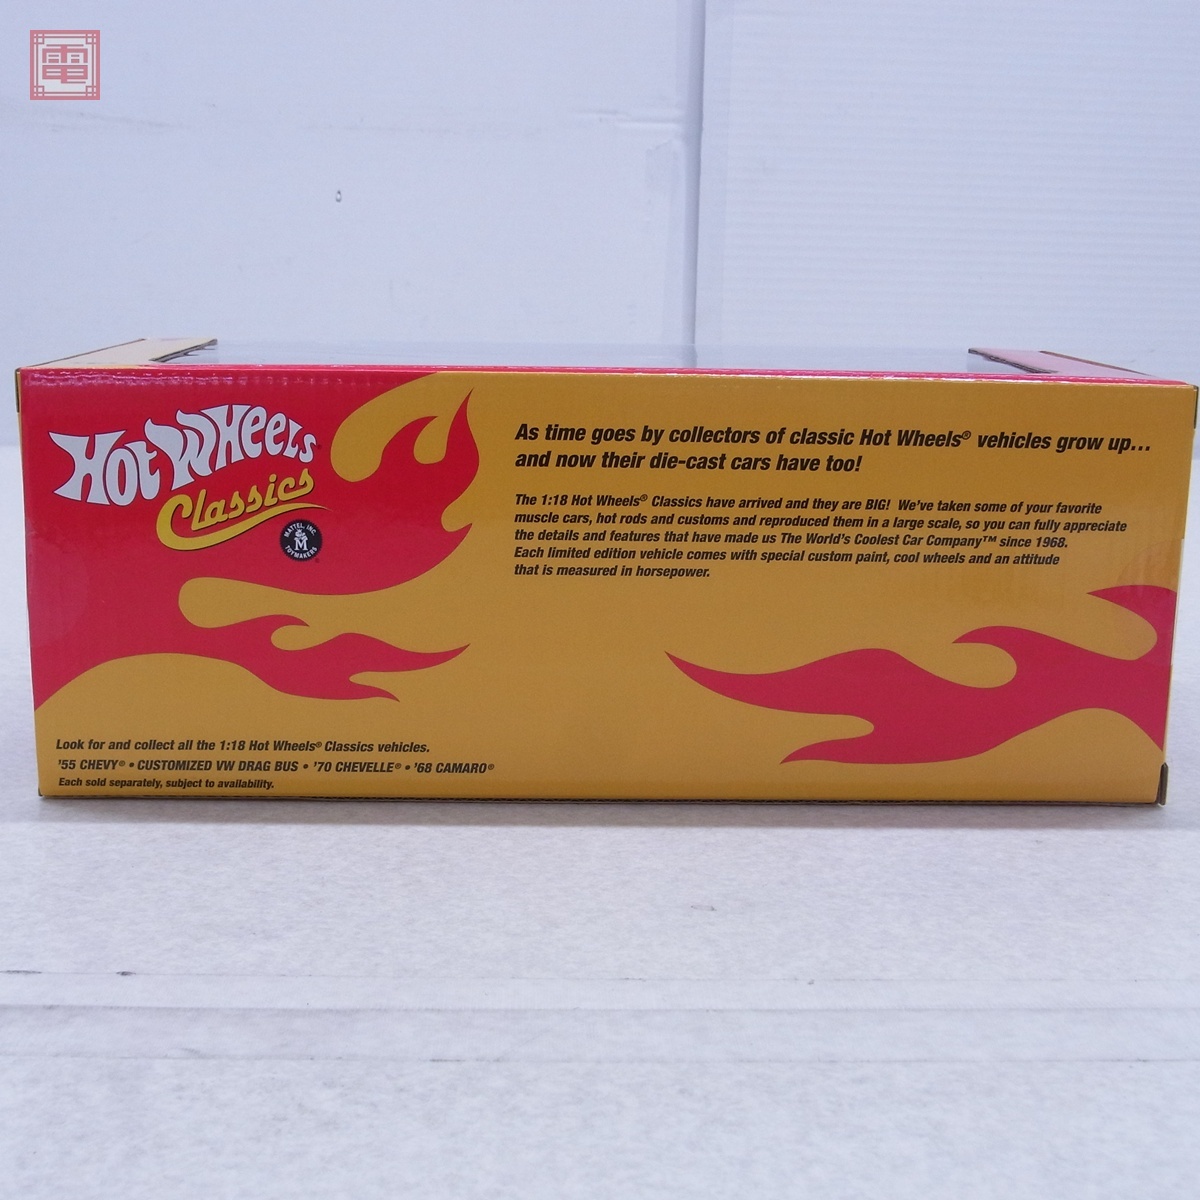 電
HOT WHEELS
Classics
MATTEL, INC.
M
TOYMAKERS
As time goes by collectors of classic Hot Wheels® vehicles grow up...
and now their die-cast cars have too!
The 1:18 Hot Wheels® Classics have arrived and they are BIG! We've taken some of your favorite
muscle cars, hot rods and customs and reproduced them in a large scale, so you can fully appreciate
the details and features that have made us The World's Coolest Car Company™ since 1968.
Each limited edition vehicle comes with special custom paint, cool wheels and an attitude
that is measured in horsepower.
Look for and collect all the 1:18 Hot Wheels® Classics vehicles.
'55 CHEVY® • CUSTOMIZED VW DRAG BUS • '70 CHEVELLE® • '68 CAMARO®
Each sold separately, subject to availability.